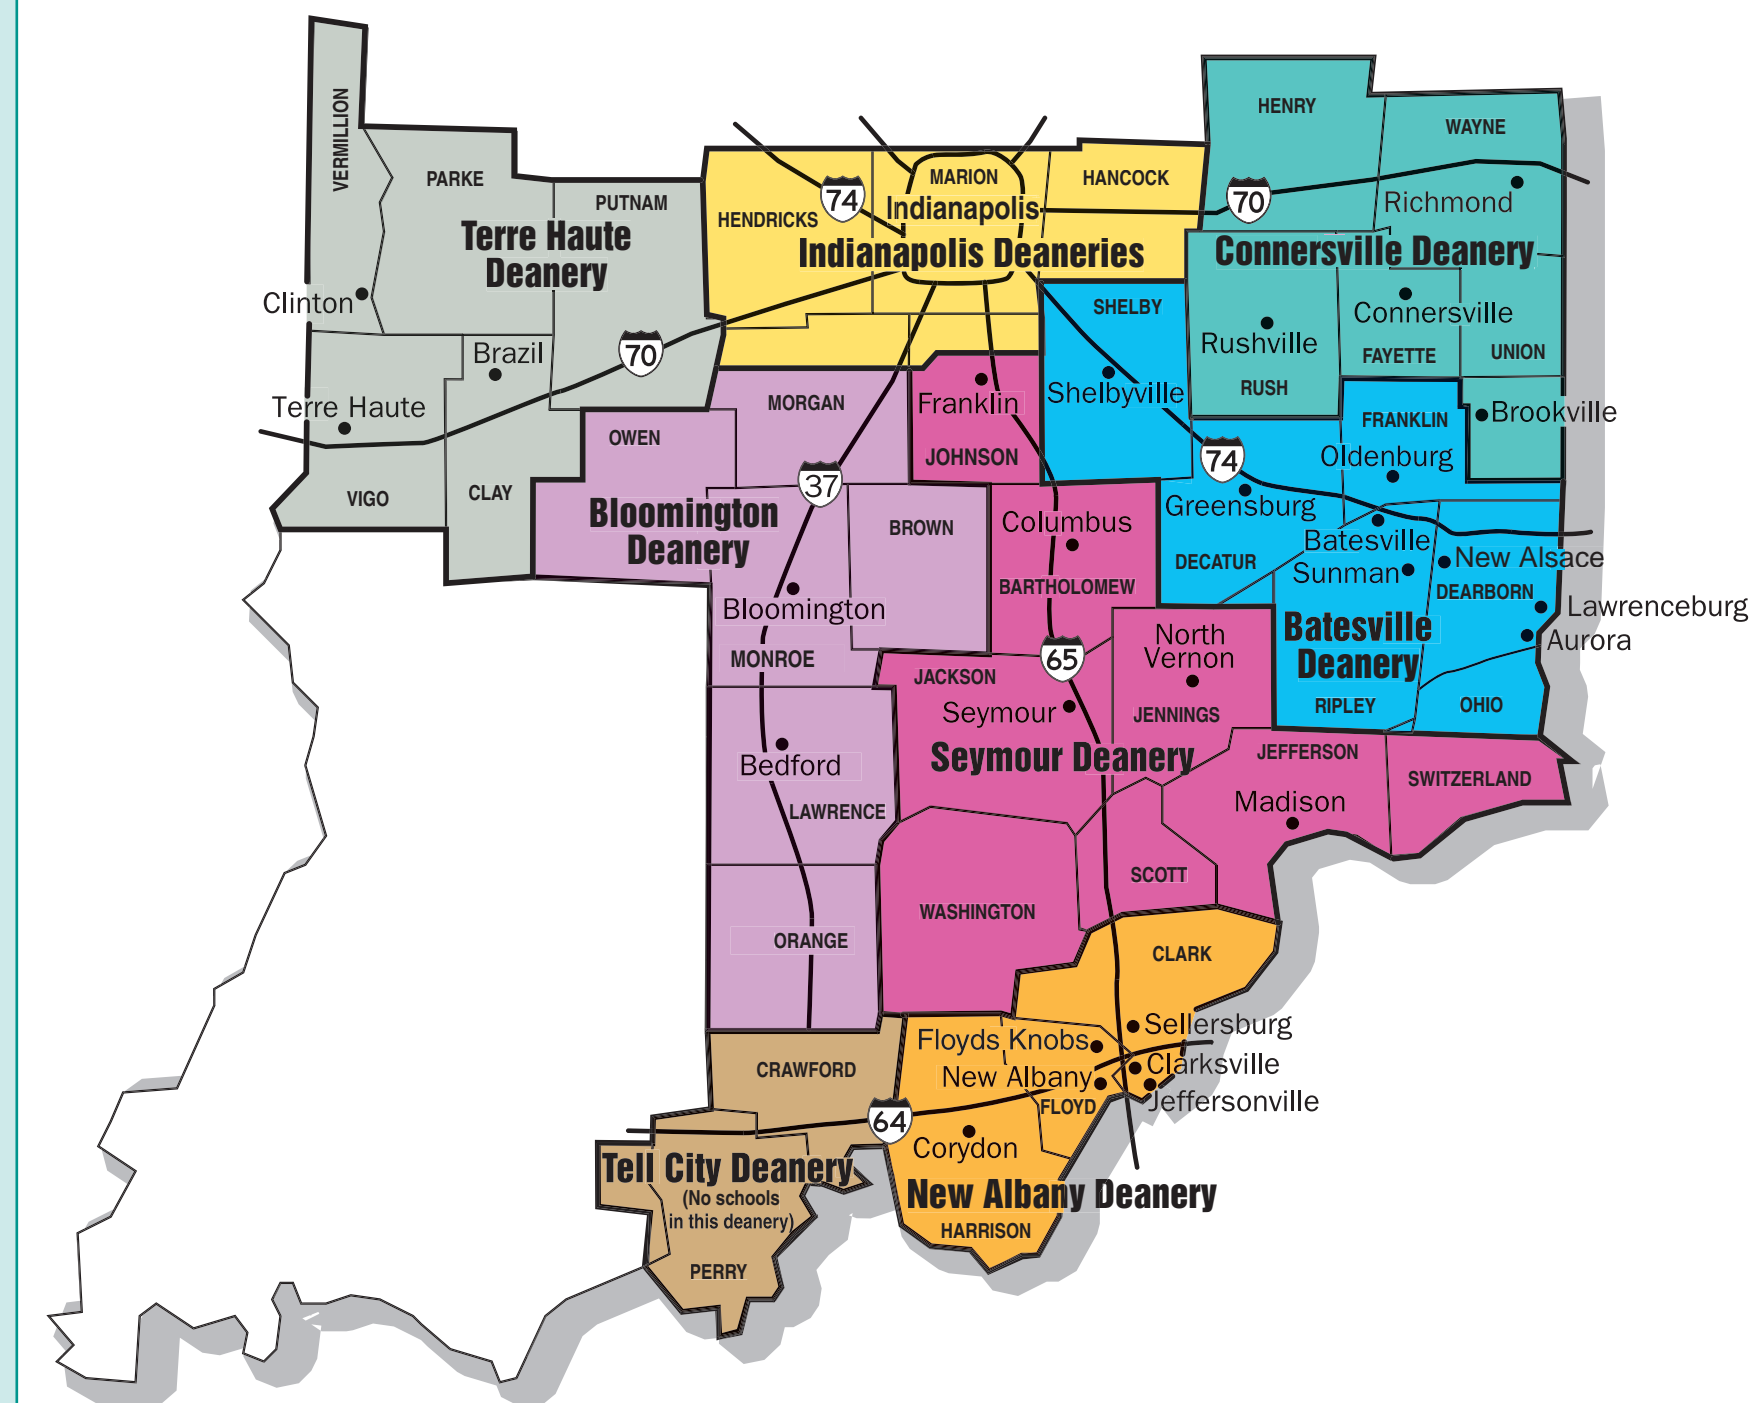 VERMILLION
PARKE
PUTNAM
Terre Haute
Deanery
Clinton
Brazil
70
Terre Haute
VIGO
CLAY
74
HENDRICKS
MARION
Indianapolis
HANCOCK
Indianapolis Deaneries
HENRY
WAYNE
70
Richmond
Connersville Deanery
Connersville
Rushville
FAYETTE
UNION
RUSH
Brookville
SHELBY
Shelbyville
FRANKLIN
Oldenburg
74
Greensburg
Batesville
New Alsace
DECATUR
Sunman
DEARBORN
Lawrenceburg
Batesville
Deanery
Aurora
RIPLEY
OHIO
MORGAN
OWEN
37
Bloomington
Deanery
BROWN
Bloomington
MONROE
Bedford
LAWRENCE
ORANGE
Franklin
JOHNSON
Columbus
BARTHOLOMEW
North
Vernon
65
JACKSON
Seymour
JENNINGS
Seymour Deanery
JEFFERSON
SWITZERLAND
Madison
SCOTT
WASHINGTON
CLARK
Sellersburg
Floyds Knobs
Clarksville
New Albany
Jeffersonville
FLOYD
Corydon
New Albany Deanery
HARRISON
CRAWFORD
64
Tell City Deanery
(No schools
in this deanery)
PERRY